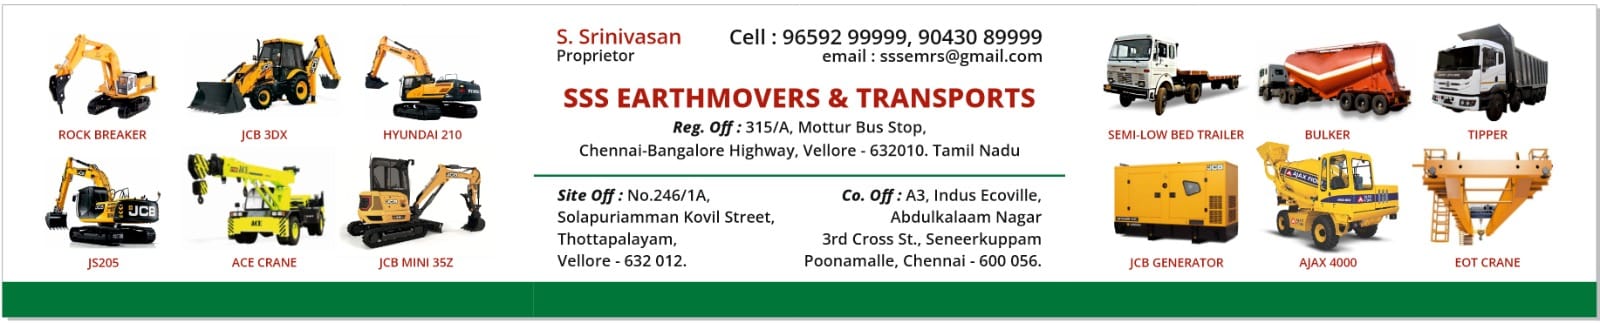 S. Srinivasan
Proprietor
Cell : 96592 99999, 90430 89999
email : sssemrs@gmail.com
SSS EARTHMOVERS & TRANSPORTS
Reg. Off : 315/A, Mottur Bus Stop,
Chennai-Bangalore Highway, Vellore - 632010. Tamil Nadu
Site Off : No.246/1A,
Solapuriamman Kovil Street,
Thottapalayam,
Vellore - 632 012.
Co. Off : A3, Indus Ecoville,
Abdulkalaam Nagar
3rd Cross St., Seneerkuppam
Poonamalle, Chennai - 600 056.
ROCK BREAKER
JCB 3DX
HYUNDAI 210
JCB
JS205
ACE CRANE
JCB MINI 35Z
SEMI-LOW BED TRAILER
BULKER
TIPPER
JCB
JCB GENERATOR
AJAX FIORI
AJAX 4000
EOT CRANE